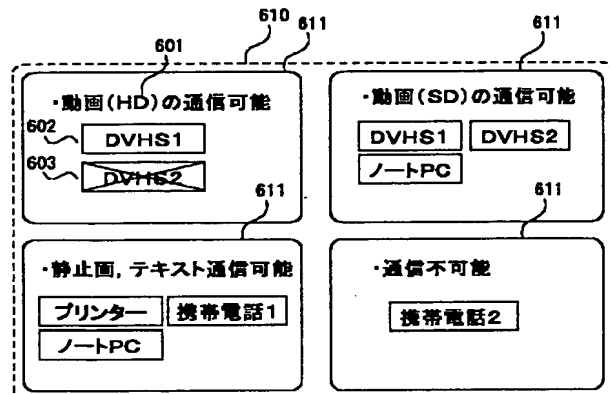 610
611
601
611
・動画(HD)の通信可能
602
DVHS1
603
DVHS2
・動画(SD)の通信可能
DVHS1 DVHS2
ノートPC
611
611
・静止画,テキスト通信可能
プリンター 携帯電話1
ノートPC
・通信不可能
携帯電話2